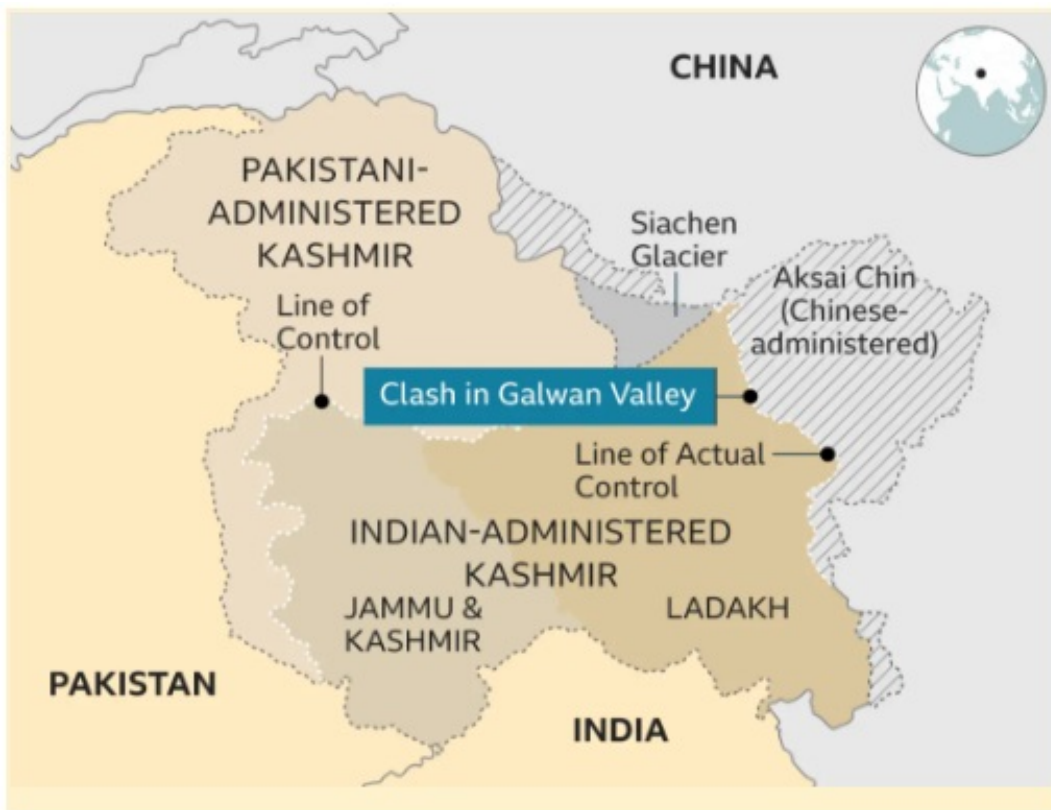 CHINA
PAKISTANI-
ADMINISTERED
KASHMIR
Siachen
Glacier
Aksai Chin
(Chinese-
administered)
Line of
Control
Clash in Galwan Valley
Line of Actual
Control
INDIAN-ADMINISTERED
KASHMIR
JAMMU &
KASHMIR
LADAKH
PAKISTAN
INDIA